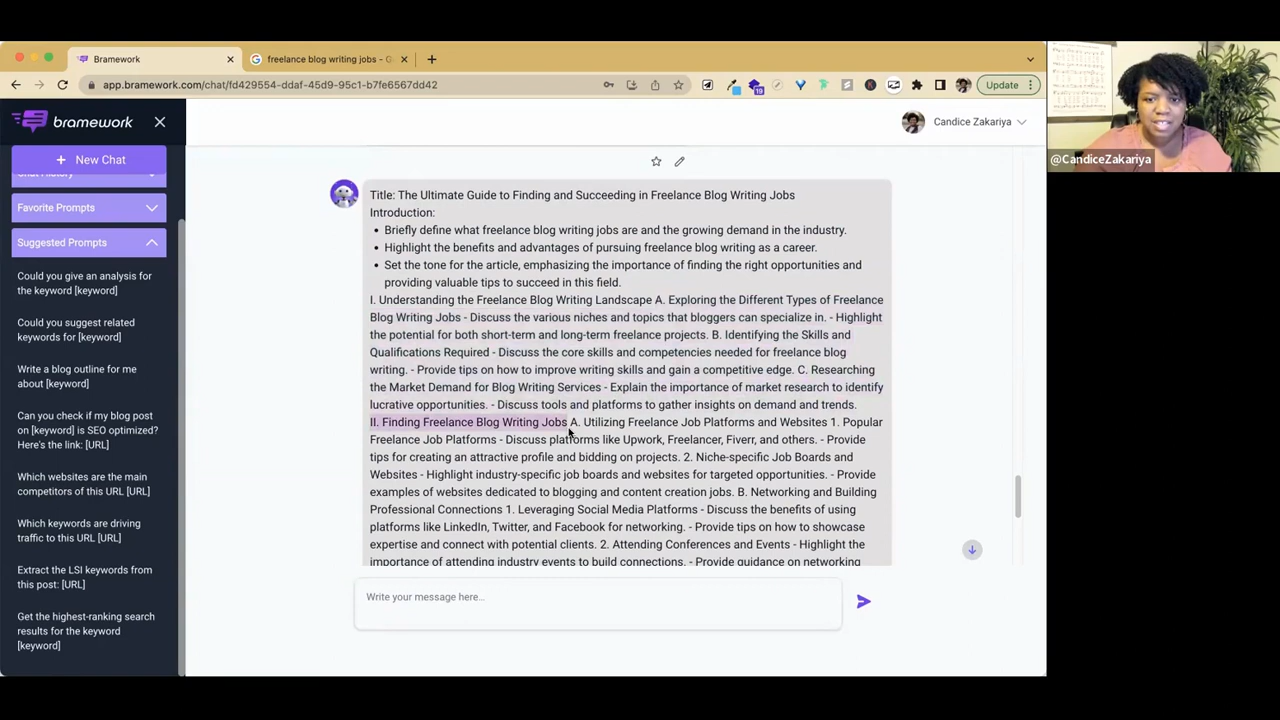 Bramework
freelance blog writing jobs - G
app.bramework.com/chat/fd429554-ddaf-45d9-95c1-b7fe6567dd42
19
Update
bramework
Candice Zakariya
@CandiceZakariya
+ New Chat
Chat History
Favorite Prompts
Suggested Prompts
Could you give an analysis for
the keyword [keyword]
Could you suggest related
keywords for [keyword]
Write a blog outline for me
about [keyword]
Can you check if my blog post
on [keyword] is SEO optimized?
Here's the link: [URL]
Which websites are the main
competitors of this URL [URL]
Which keywords are driving
traffic to this URL [URL]
Extract the LSI keywords from
this post: [URL]
Get the highest-ranking search
results for the keyword
[keyword]
Title: The Ultimate Guide to Finding and Succeeding in Freelance Blog Writing Jobs
Introduction:
• Briefly define what freelance blog writing jobs are and the growing demand in the industry.
• Highlight the benefits and advantages of pursuing freelance blog writing as a career.
• Set the tone for the article, emphasizing the importance of finding the right opportunities and
providing valuable tips to succeed in this field.
I. Understanding the Freelance Blog Writing Landscape A. Exploring the Different Types of Freelance
Blog Writing Jobs - Discuss the various niches and topics that bloggers can specialize in. - Highlight
the potential for both short-term and long-term freelance projects. B. Identifying the Skills and
Qualifications Required - Discuss the core skills and competencies needed for freelance blog
writing. - Provide tips on how to improve writing skills and gain a competitive edge. C. Researching
the Market Demand for Blog Writing Services - Explain the importance of market research to identify
lucrative opportunities. - Discuss tools and platforms to gather insights on demand and trends.
II. Finding Freelance Blog Writing Jobs A. Utilizing Freelance Job Platforms and Websites 1. Popular
Freelance Job Platforms - Discuss platforms like Upwork, Freelancer, Fiverr, and others. - Provide
tips for creating an attractive profile and bidding on projects. 2. Niche-specific Job Boards and
Websites - Highlight industry-specific job boards and websites for targeted opportunities. - Provide
examples of websites dedicated to blogging and content creation jobs. B. Networking and Building
Professional Connections 1. Leveraging Social Media Platforms - Discuss the benefits of using
platforms like LinkedIn, Twitter, and Facebook for networking. - Provide tips on how to showcase
expertise and connect with potential clients. 2. Attending Conferences and Events - Highlight the
importance of attending industry events to build connections. - Provide guidance on networking
Write your message here...